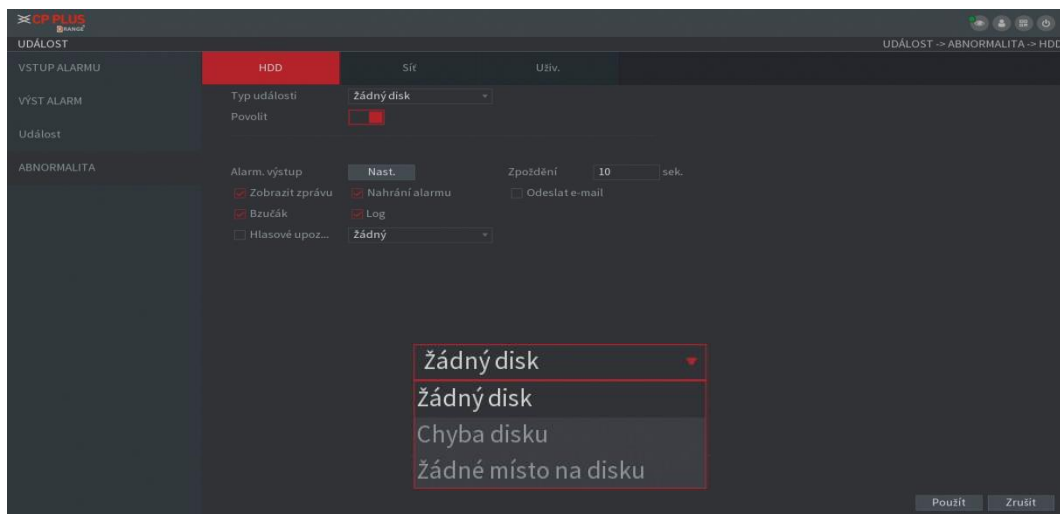 CP PLUS
ORANGE
UDÁLOST
UDÁLOST -> ABNORMALITA -> HDD
VSTUP ALARMU
HDD
Síť
Uživ.
VÝST ALARM
Typ události
Žádný disk
Povolit
Událost
ABNORMALITA
Alarm. výstup
Nast.
Zpoždění
10
sek.
Zobrazit zprávu
Nahrání alarmu
Odeslat e-mail
Bzučák
Log
Hlasové upoz...
Žádný
Žádný disk
Žádný disk
Chyba disku
Žádné místo na disku
Použít
Zrušit